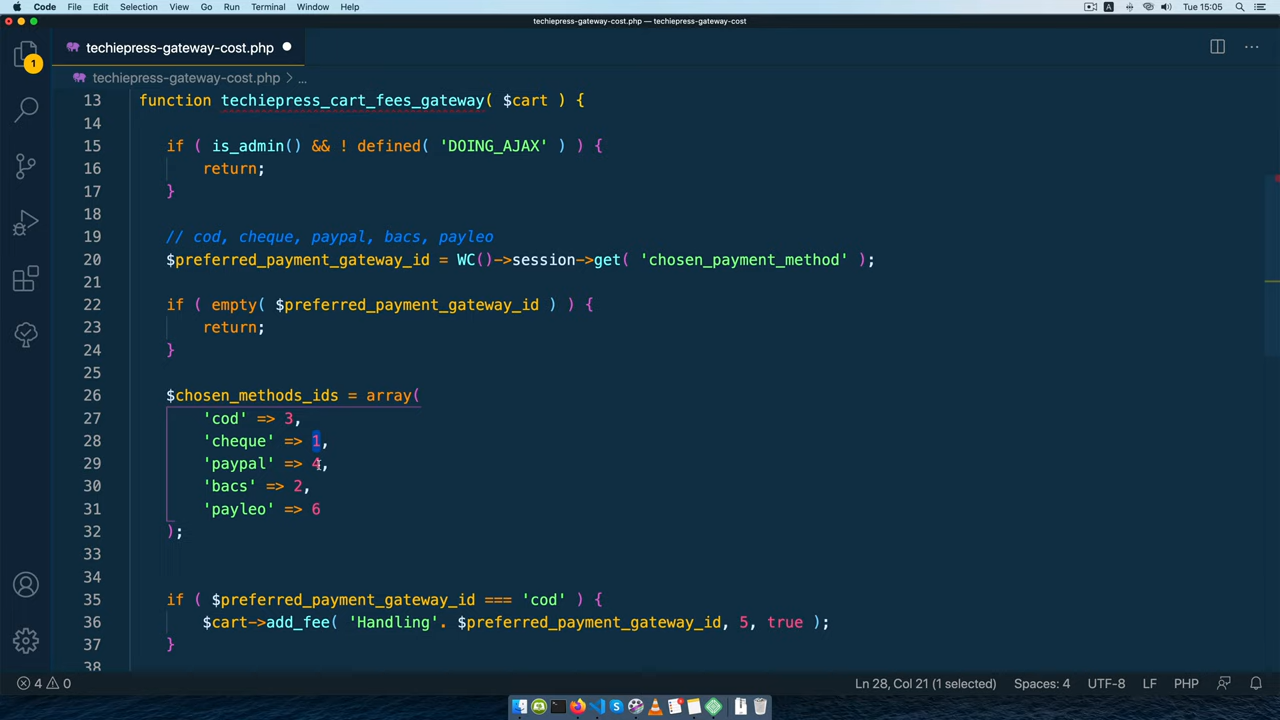 Code File Edit Selection View Go Run Terminal Window Help A Tue 15:05
techiepress-gateway-cost.php — techiepress-gateway-cost
techiepress-gateway-cost.php
techiepress-gateway-cost.php > ...
1
13 function techiepress_cart_fees_gateway( $cart ) {
14
15 if ( is_admin() && ! defined( 'DOING_AJAX' ) ) {
16 return;
17 }
18
19 // cod, cheque, paypal, bacs, payleo
20 $preferred_payment_gateway_id = WC()->session->get( 'chosen_payment_method' );
21
22 if ( empty( $preferred_payment_gateway_id ) ) {
23 return;
24 }
25
26 $chosen_methods_ids = array(
27 'cod' => 3,
28 'cheque' => 1,
29 'paypal' => 4,
30 'bacs' => 2,
31 'payleo' => 6
32 );
33
34
35 if ( $preferred_payment_gateway_id === 'cod' ) {
36 $cart->add_fee( 'Handling'. $preferred_payment_gateway_id, 5, true );
37 }
38
4 0 Ln 28, Col 21 (1 selected) Spaces: 4 UTF-8 LF PHP